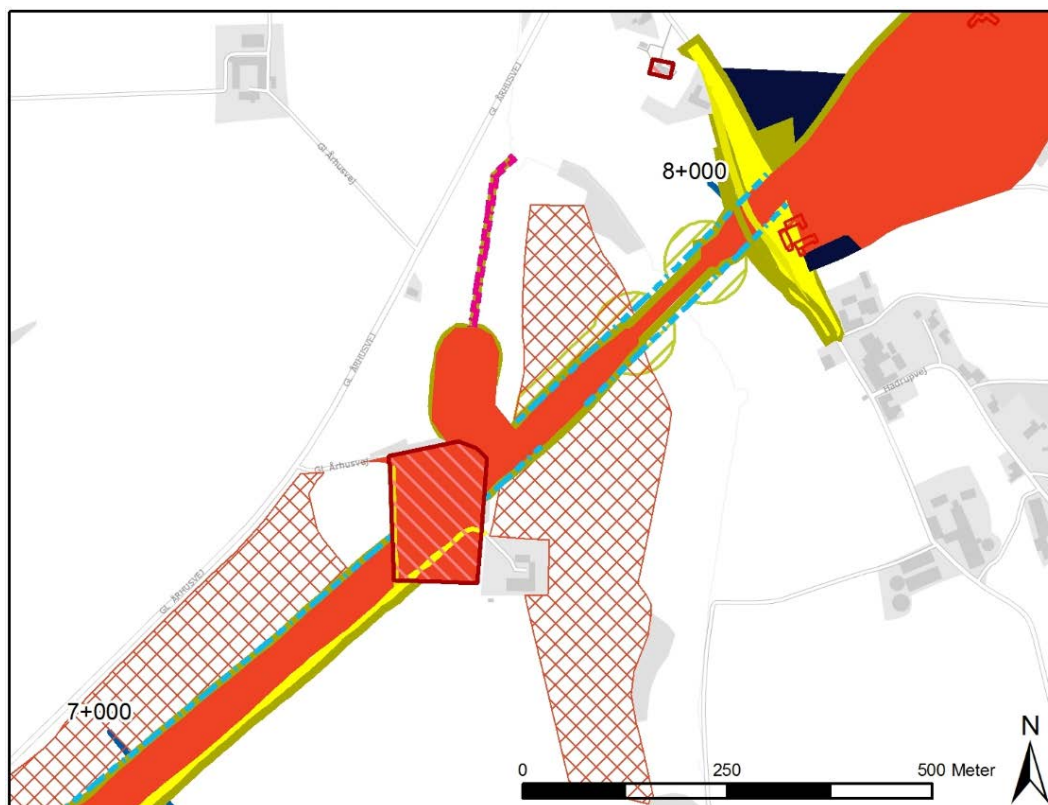 GL ÅRHUSVEJ
Gl Århusvej
8+000
GL ÅRHUSVEJ
Hadrupvej
Gl Århusvej
GL ÅRHUSVEJ
7+000
N
0 250 500 Meter